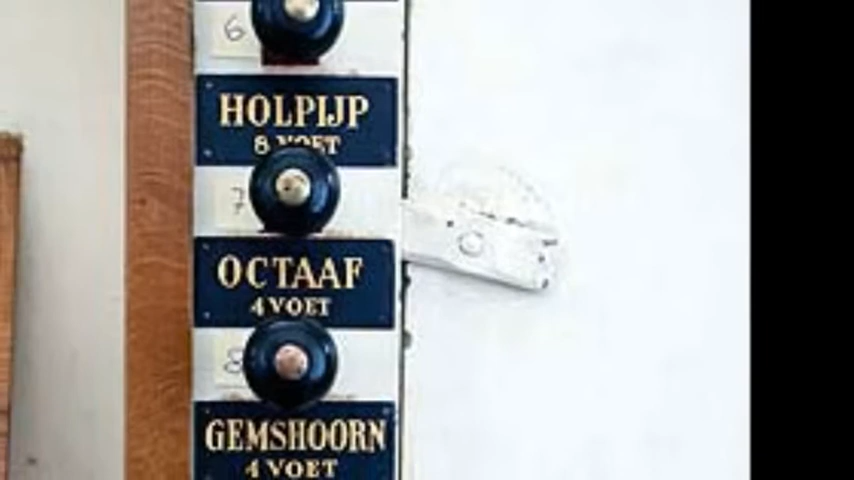 6
HOLPIJP
8 VOET
7
OCTAAF
4 VOET
8
GEMSHOORN
4 VOET